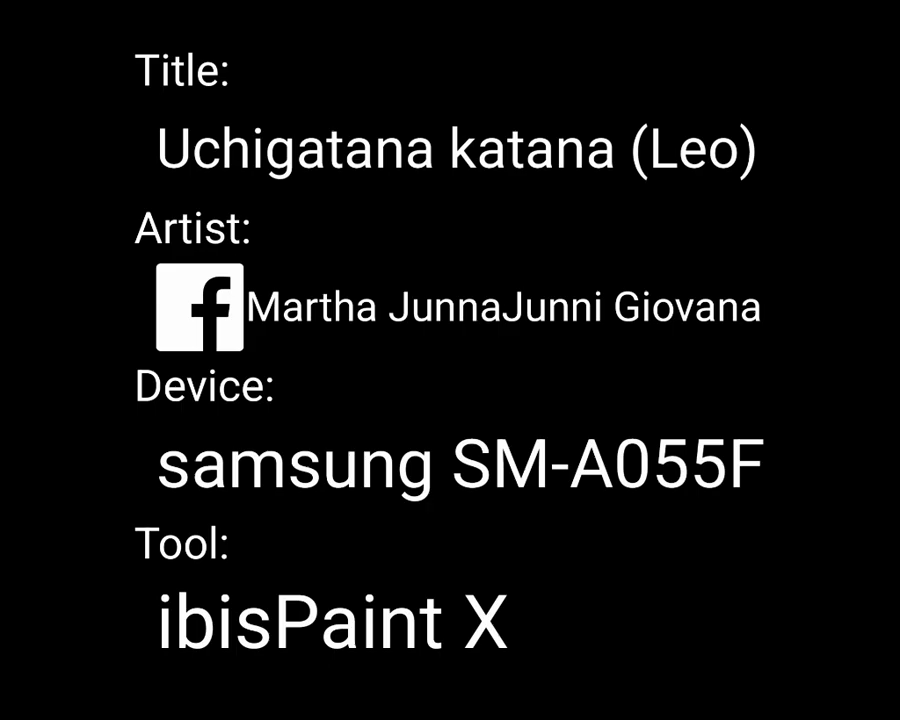 Title:
Uchigatana katana (Leo)
Artist:
Martha JunnaJunni Giovana
Device:
samsung SM-A055F
Tool:
ibisPaint X